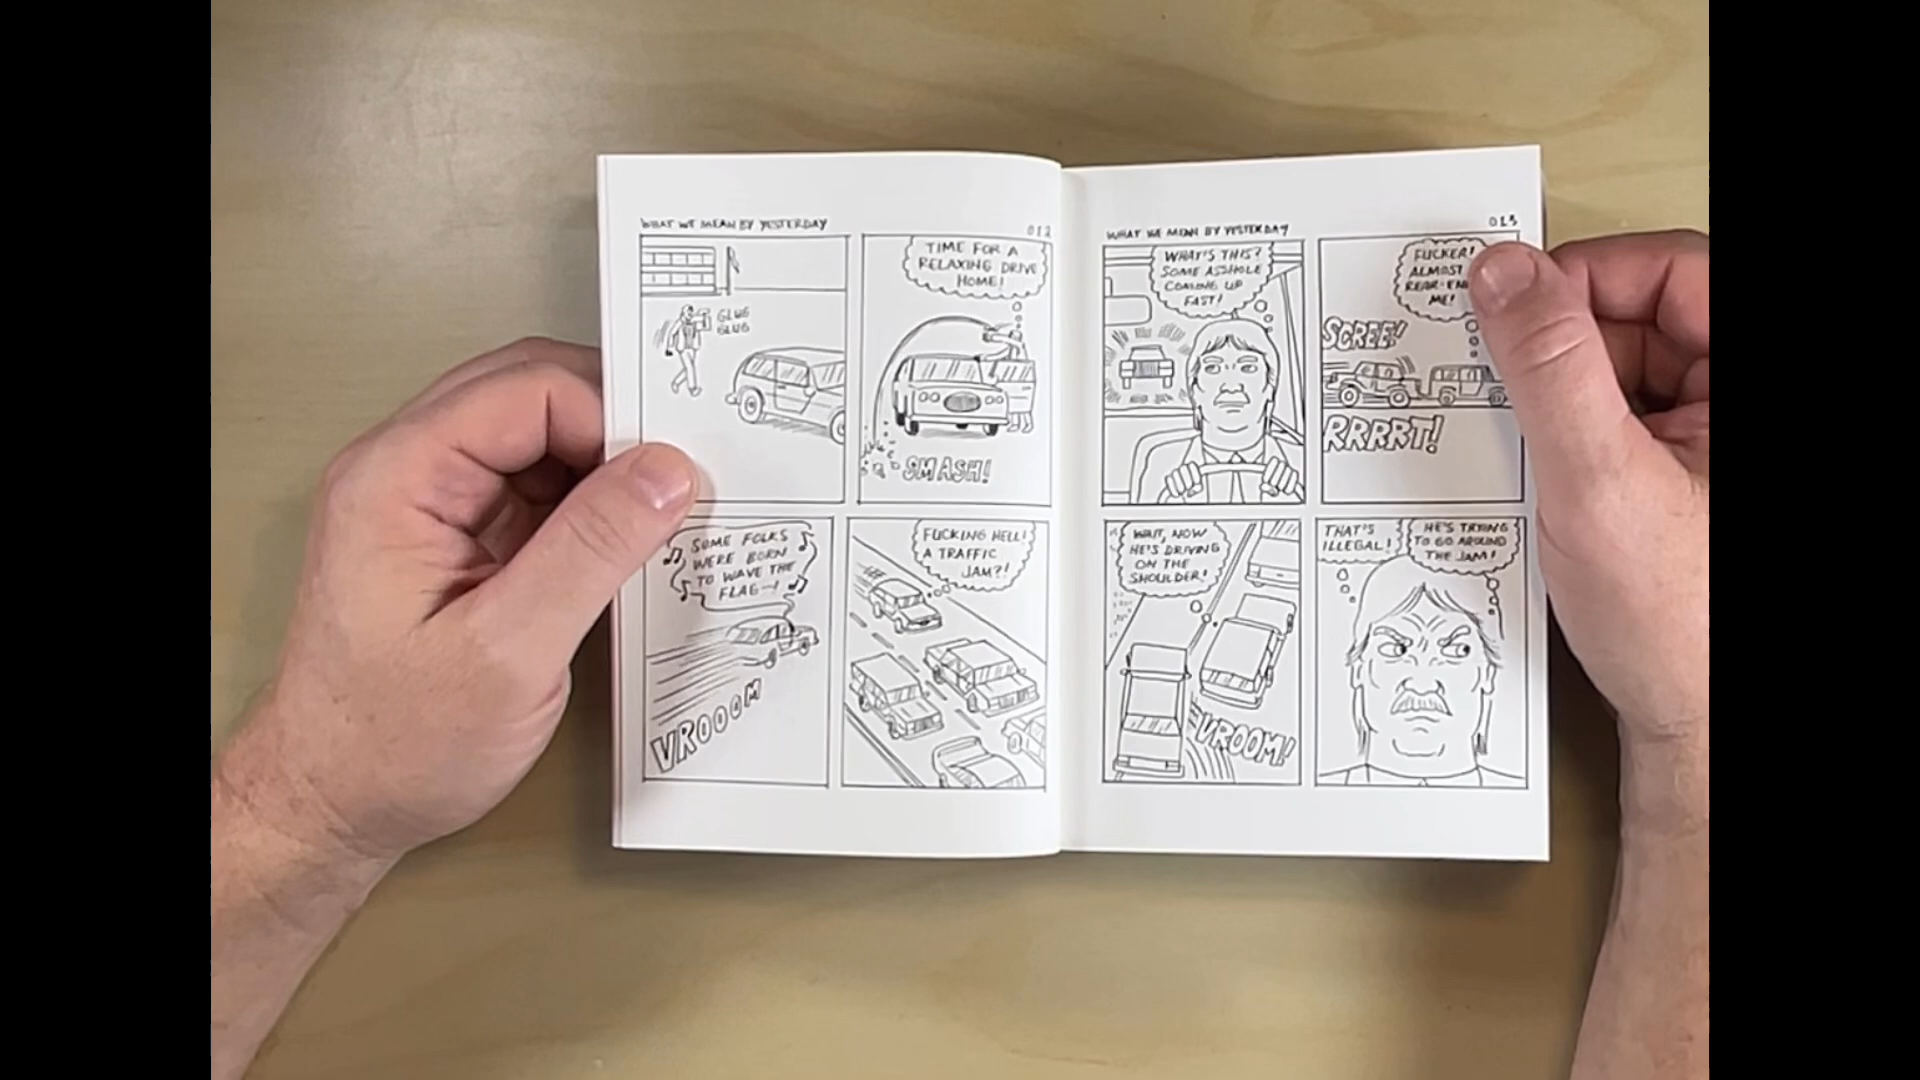 WHAT WE MEAN BY YESTERDAY
012
GLUG
GLUG
TIME FOR A
RELAXING DRIVE
HOME!
SMASH!
SOME FOLKS
WERE BORN
TO WAVE THE
FLAG—!
VROOOM
FUCKING HELL!
A TRAFFIC
JAM?!
WHAT WE MEAN BY YESTERDAY
013
WHAT'S THIS?
SOME ASSHOLE
COMING UP
FAST!
FUCKER!
ALMOST
ME!
SCREE!
RRRRT!
WAIT, NOW
HE'S DRIVING
ON THE
SHOULDER!
VROOM!
THAT'S
ILLEGAL!
HE'S TRYING
TO GO AROUND
THE JAM!